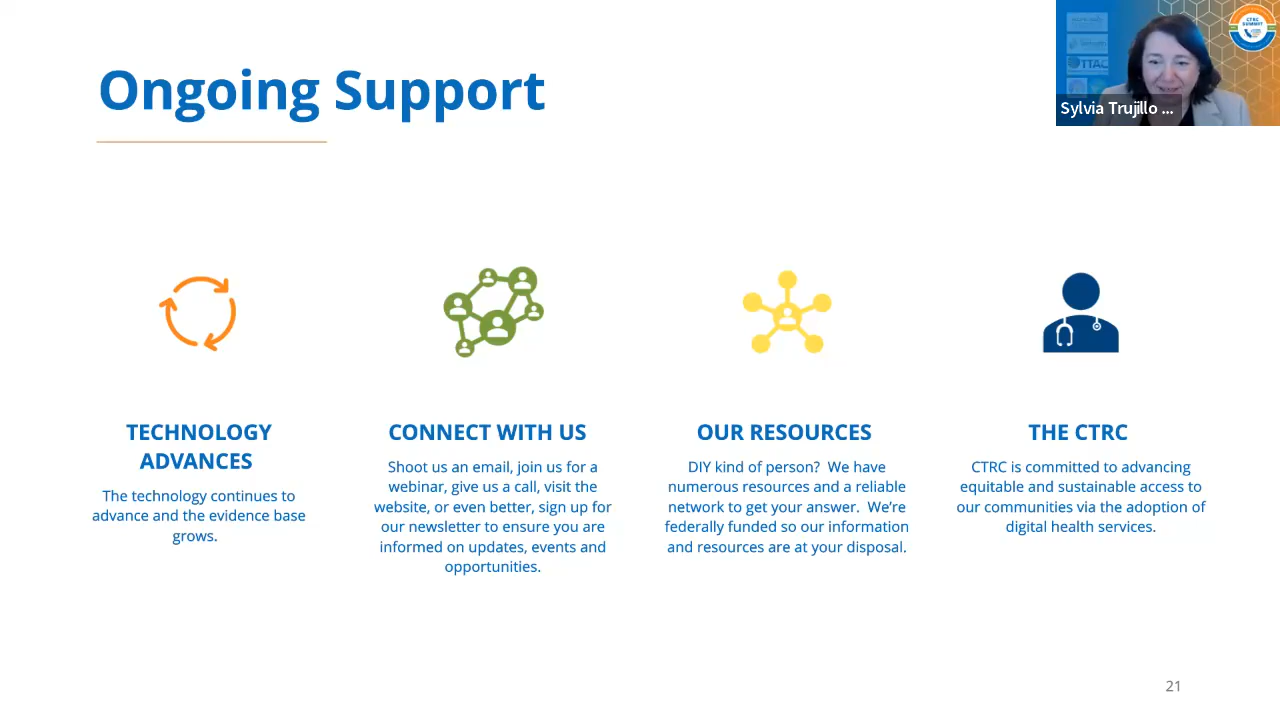 Ongoing Support
CTRC
SUMMIT
TTAC
Sylvia Trujillo ...
TECHNOLOGY
ADVANCES
The technology continues to
advance and the evidence base
grows.
CONNECT WITH US
Shoot us an email, join us for a
webinar, give us a call, visit the
website, or even better, sign up for
our newsletter to ensure you are
informed on updates, events and
opportunities.
OUR RESOURCES
DIY kind of person?  We have
numerous resources and a reliable
network to get your answer.  We're
federally funded so our information
and resources are at your disposal.
THE CTRC
CTRC is committed to advancing
equitable and sustainable access to
our communities via the adoption of
digital health services.
21